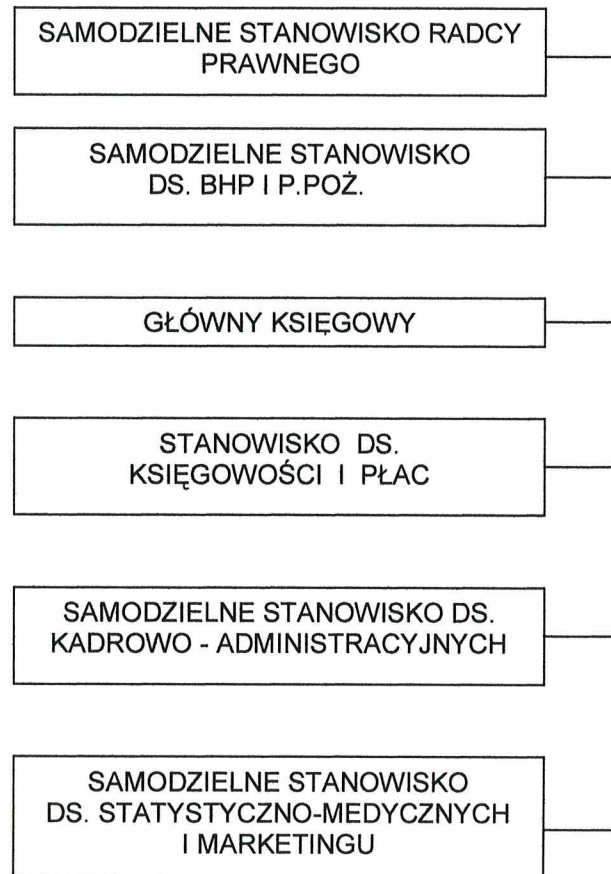 SAMODZIELNE STANOWISKO RADCY
PRAWNEGO
SAMODZIELNE STANOWISKO
DS. BHP I P.POŻ.
GŁÓWNY KSIĘGOWY
STANOWISKO DS.
KSIĘGOWOŚCI I PŁAC
SAMODZIELNE STANOWISKO DS.
KADROWO - ADMINISTRACYJNYCH
SAMODZIELNE STANOWISKO
DS. STATYSTYCZNO-MEDYCZNYCH
I MARKETINGU